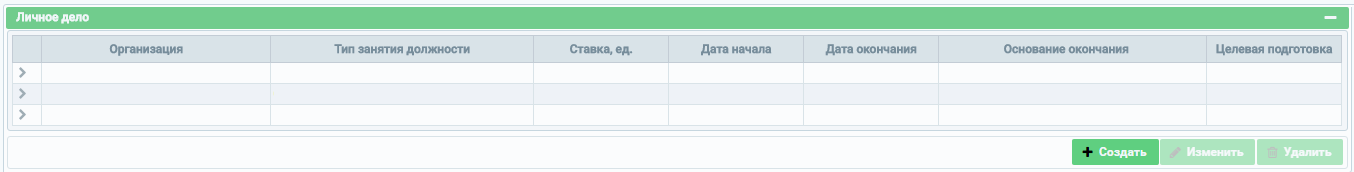 Личное дело
Организация Тип занятия должности Ставка, ед. Дата начала Дата окончания Основание окончания Целевая подготовка
Создать Изменить Удалить